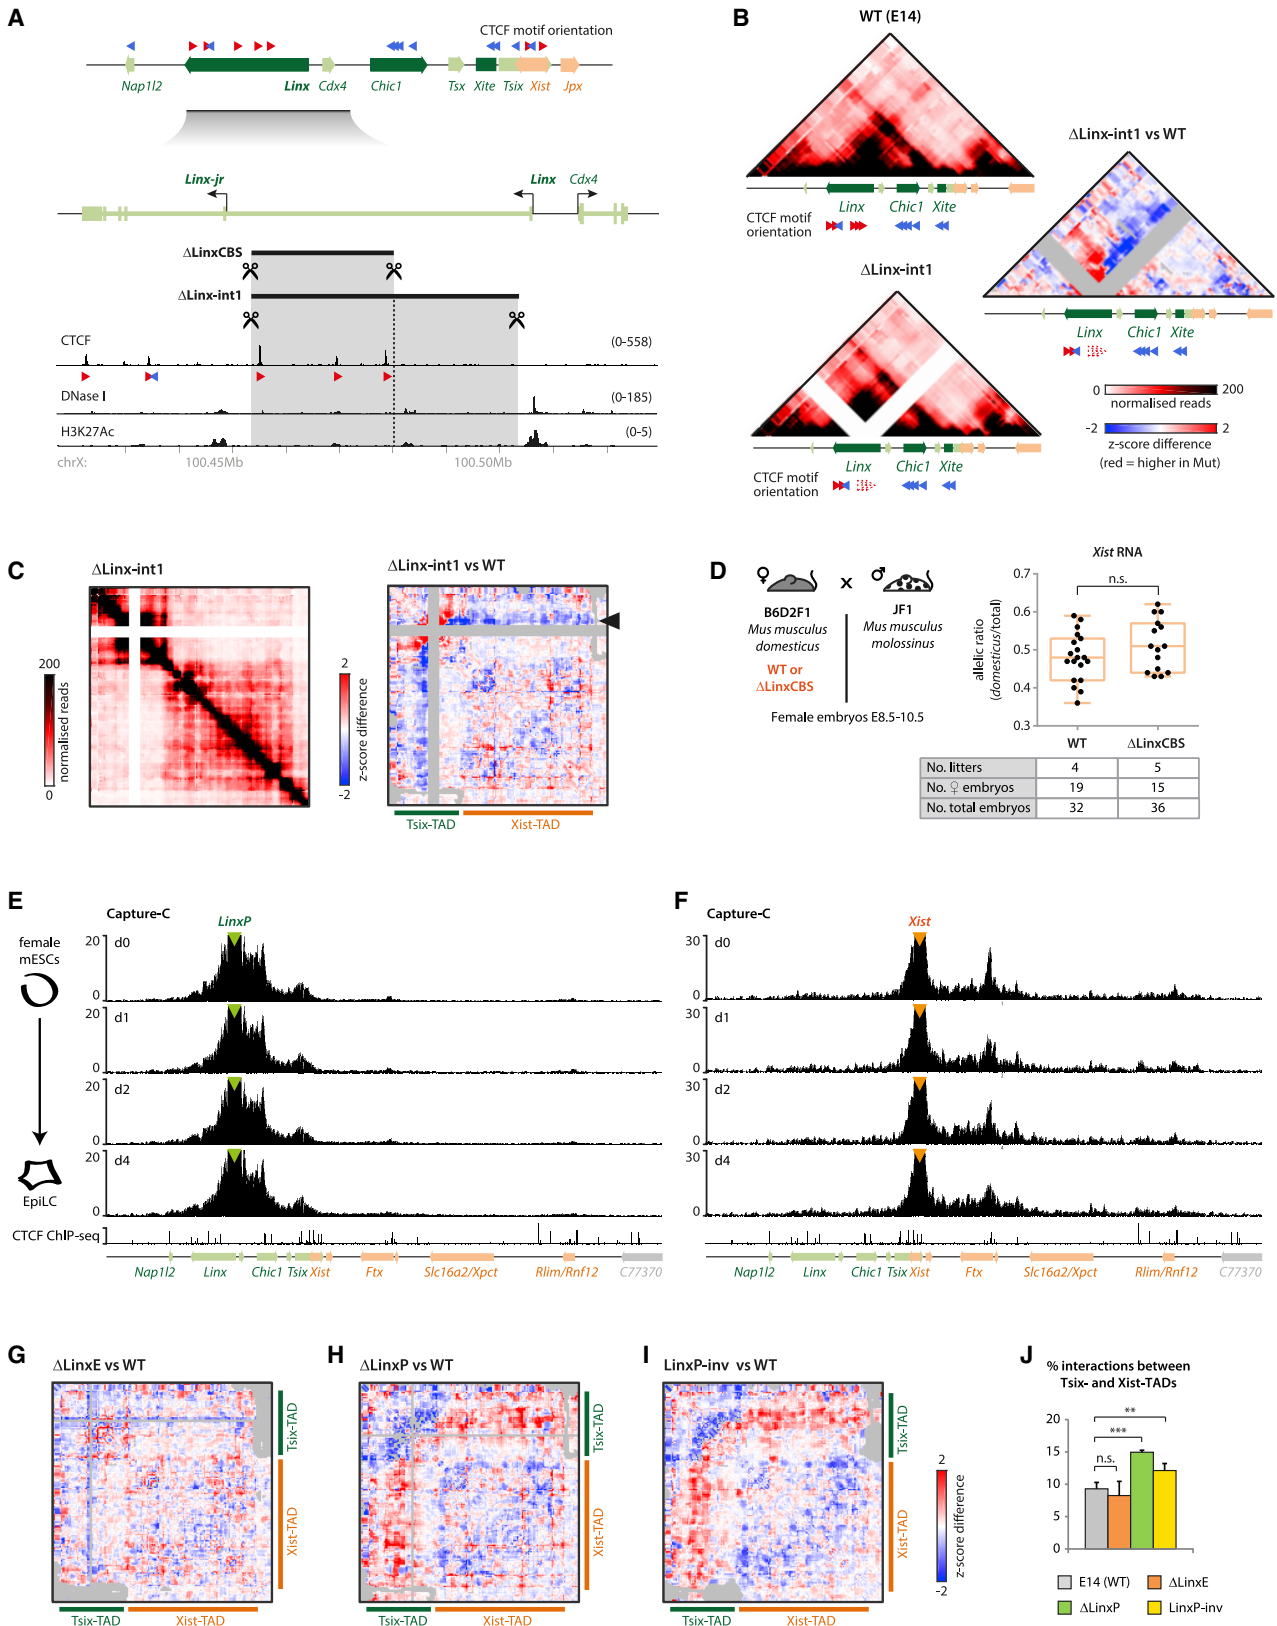 A
CTCF motif orientation
Nap1l2
Linx
Cdx4
Chic1
Tsx
Xite
Tsix
Xist
Jpx
Linx-jr
Linx
Cdx4
ΔLinxCBS
ΔLinx-int1
CTCF
(0-558)
DNase I
(0-185)
H3K27Ac
(0-5)
chrX:
100.45Mb
100.50Mb
B
WT (E14)
Linx
Chic1
Xite
CTCF motif
orientation
ΔLinx-int1 vs WT
Linx
Chic1
Xite
ΔLinx-int1
Linx
Chic1
Xite
CTCF motif
orientation
0
200
normalised reads
-2
2
z-score difference
(red = higher in Mut)
C
ΔLinx-int1
200
0
normalised reads
ΔLinx-int1 vs WT
2
-2
z-score difference
Tsix-TAD
Xist-TAD
D
♀
x
♂
B6D2F1
Mus musculus
domesticus
WT or
ΔLinxCBS
JF1
Mus musculus
molossinus
Female embryos E8.5-10.5
Xist RNA
n.s.
allelic ratio
(domesticus/total)
0.7
0.6
0.5
0.4
0.3
WT
ΔLinxCBS
No. litters 4 5
No. ♀ embryos 19 15
No. total embryos 32 36
E
Capture-C
LinxP
female
mESCs
EpiLC
20
0
d0
20
0
d1
20
0
d2
20
0
d4
CTCF ChIP-seq
Nap1l2
Linx
Chic1
Tsix
Xist
Ftx
Slc16a2/Xpct
Rlim/Rnf12
C77370
F
Capture-C
Xist
30
0
d0
30
0
d1
30
0
d2
30
0
d4
Nap1l2
Linx
Chic1
Tsix
Xist
Ftx
Slc16a2/Xpct
Rlim/Rnf12
C77370
G
ΔLinxE vs WT
Tsix-TAD
Xist-TAD
Tsix-TAD
Xist-TAD
H
ΔLinxP vs WT
Tsix-TAD
Xist-TAD
Tsix-TAD
Xist-TAD
I
LinxP-inv vs WT
Tsix-TAD
Xist-TAD
Tsix-TAD
Xist-TAD
2
-2
z-score difference
J
% interactions between
Tsix- and Xist-TADs
20
15
10
5
0
**
***
n.s.
E14 (WT)
ΔLinxE
ΔLinxP
LinxP-inv